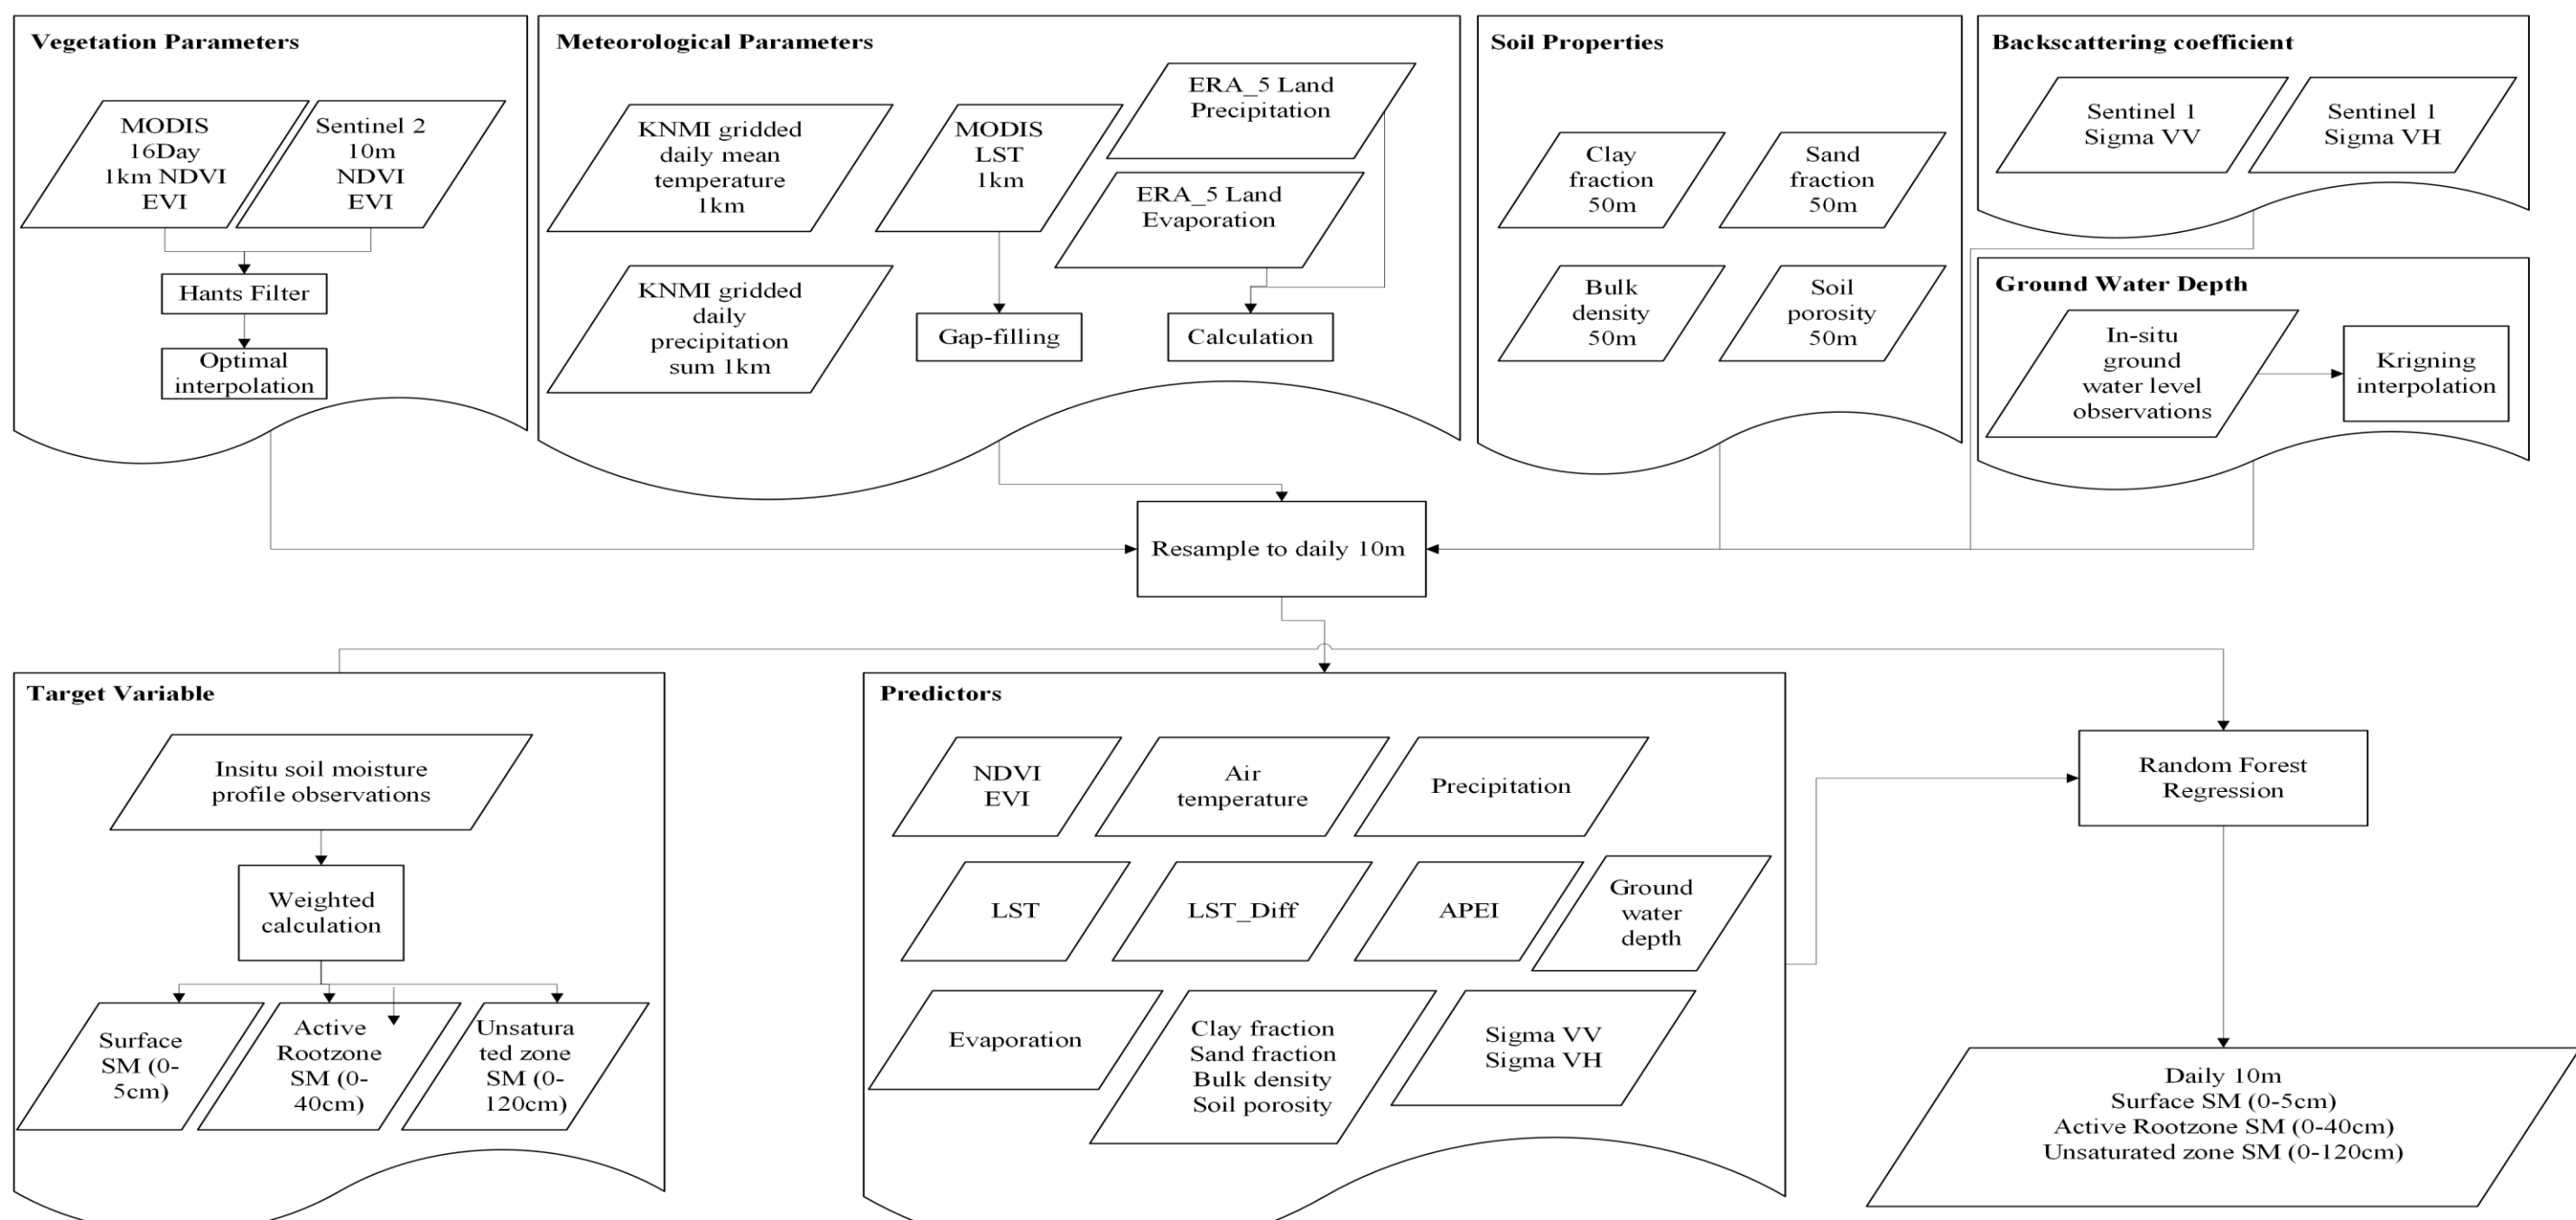 Vegetation Parameters
MODIS
16Day
1km NDVI
EVI
Sentinel 2
10m
NDVI
EVI
Hants Filter
Optimal
interpolation
Meteorological Parameters
KNMI gridded
daily mean
temperature
1km
KNMI gridded
daily
precipitation
sum 1km
MODIS
LST
1km
Gap-filling
ERA_5 Land
Precipitation
ERA_5 Land
Evaporation
Calculation
Soil Properties
Clay
fraction
50m
Sand
fraction
50m
Bulk
density
50m
Soil
porosity
50m
Backscattering coefficient
Sentinel 1
Sigma VV
Sentinel 1
Sigma VH
Ground Water Depth
In-situ
ground
water level
observations
Krigning
interpolation
Resample to daily 10m
Target Variable
Insitu soil moisture
profile observations
Weighted
calculation
Surface
SM (0-
5cm)
Active
Rootzone
SM (0-
40cm)
Unsatura
ted zone
SM (0-
120cm)
Predictors
NDVI
EVI
Air
temperature
Precipitation
LST
LST_Diff
APEI
Ground
water
depth
Evaporation
Clay fraction
Sand fraction
Bulk density
Soil porosity
Sigma VV
Sigma VH
Random Forest
Regression
Daily 10m
Surface SM (0-5cm)
Active Rootzone SM (0-40cm)
Unsaturated zone SM (0-120cm)